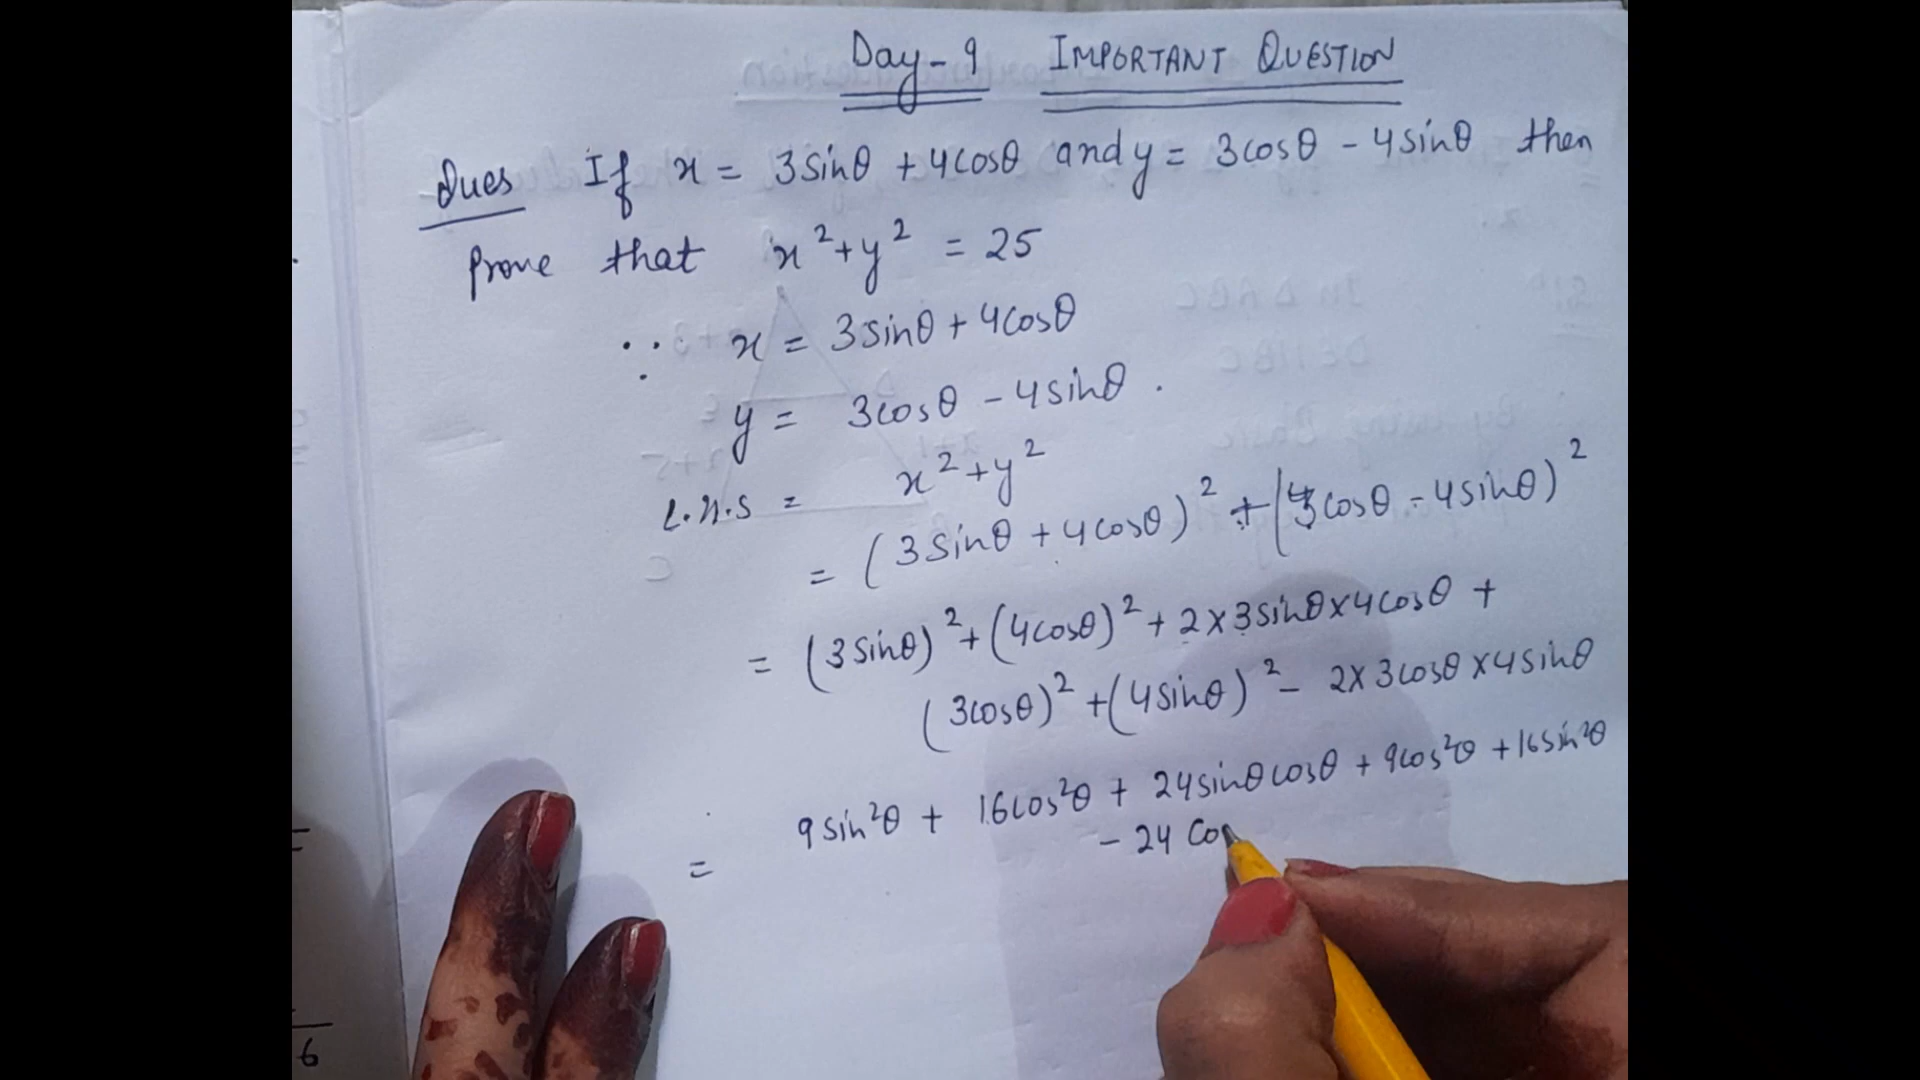 Day-9 IMPORTANT QUESTION
Ques If x = 3sinθ + 4cosθ and y = 3cosθ - 4sinθ then
prove that x²+y² = 25
∵ x = 3sinθ + 4cosθ
y = 3cosθ - 4sinθ.
L.H.S = x²+y²
= (3sinθ + 4cosθ)² + (3cosθ - 4sinθ)²
= (3sinθ)² + (4cosθ)² + 2×3sinθ×4cosθ +
(3cosθ)² + (4sinθ)² - 2×3cosθ×4sinθ
= 9sin²θ + 16cos²θ + 24sinθcosθ + 9cos²θ + 16sin²θ
- 24 Co
6